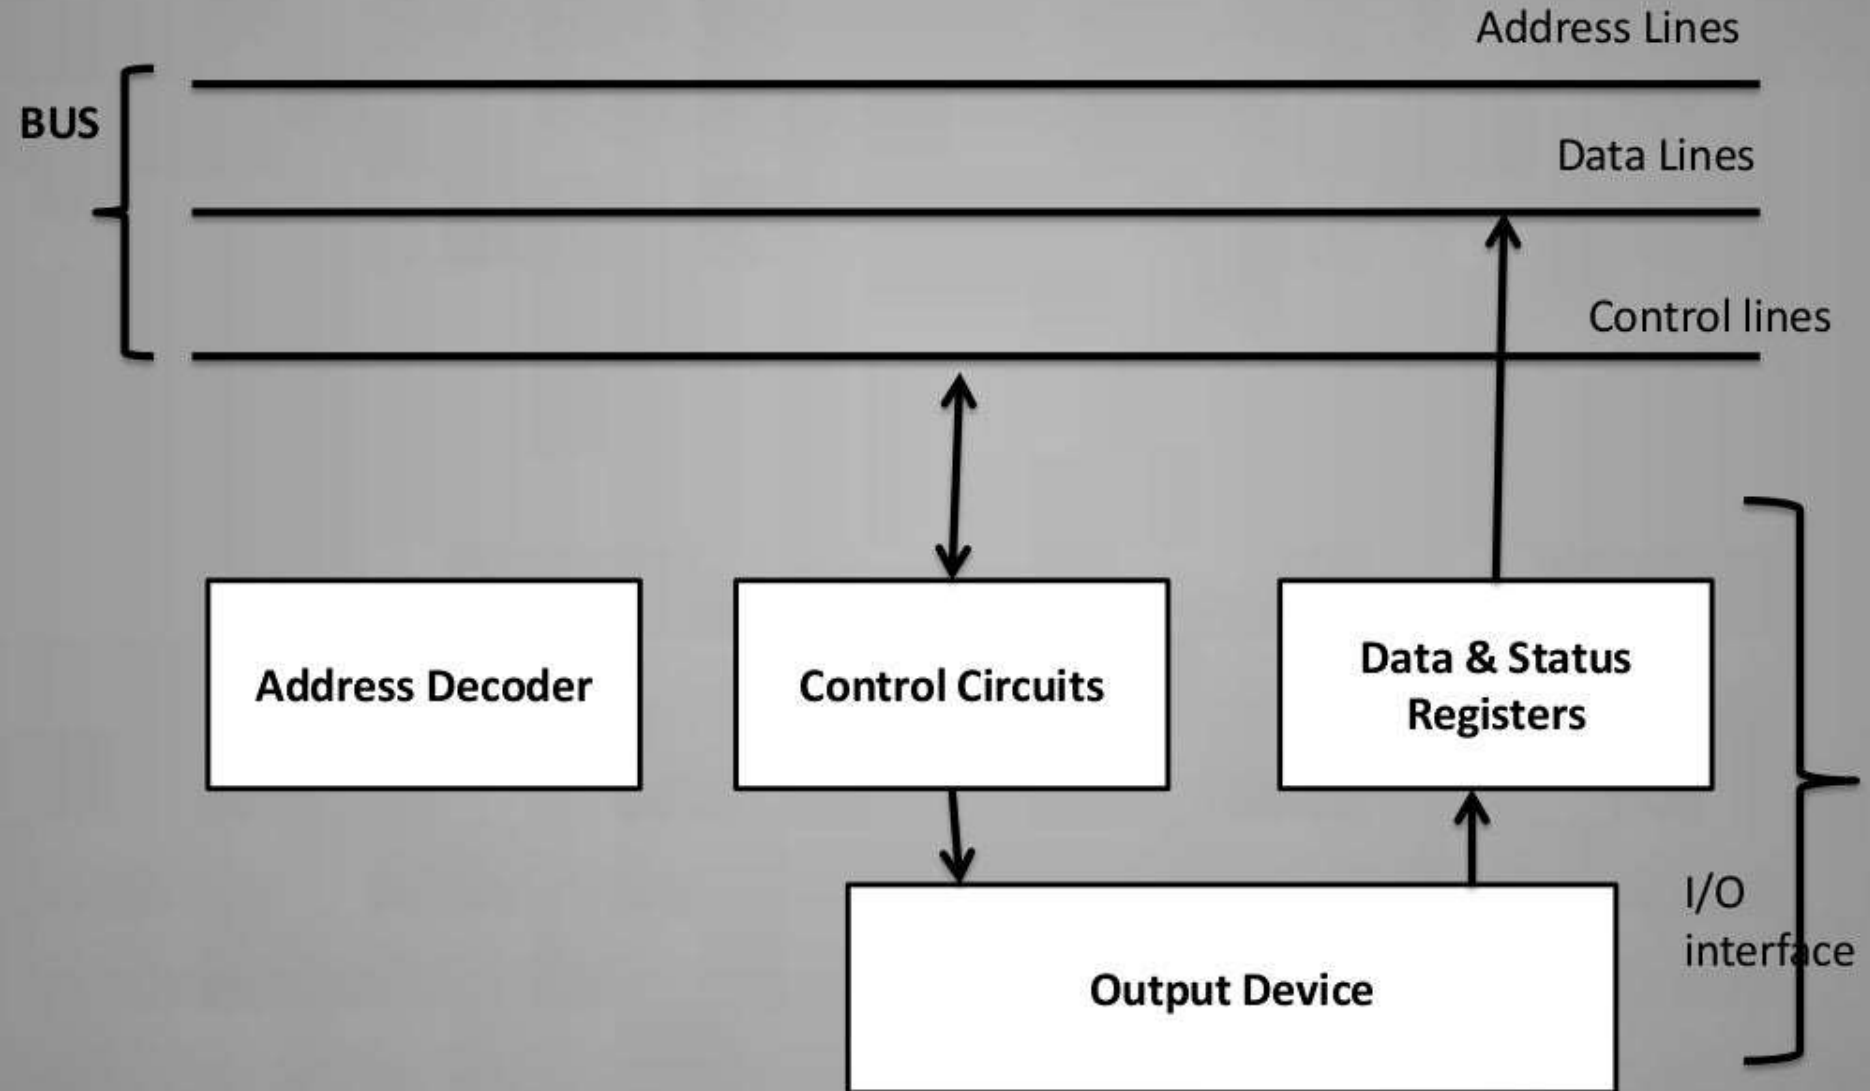 Address Lines
BUS
Data Lines
Control lines
Address Decoder
Control Circuits
Data & Status
Registers
I/O
interface
Output Device